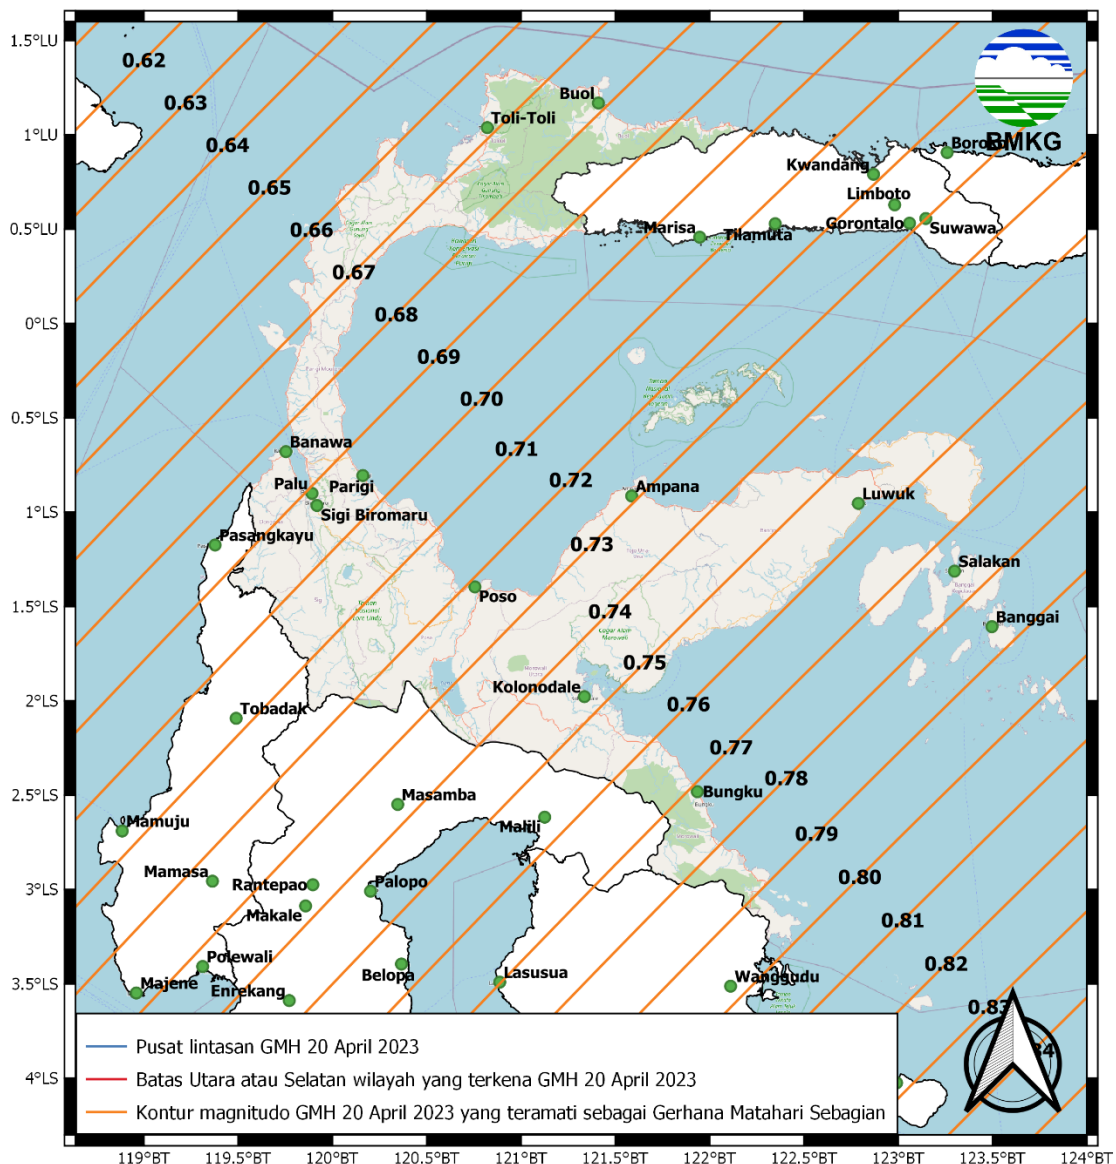 1.5°LU
1°LU
0.5°LU
0°LS
0.5°LS
1°LS
1.5°LS
2°LS
2.5°LS
3°LS
3.5°LS
4°LS
0.62
0.63
0.64
0.65
0.66
0.67
0.68
0.69
0.70
0.71
0.72
0.73
0.74
0.75
0.76
0.77
0.78
0.79
0.80
0.81
0.82
0.83
BMKG
Buol
Toli-Toli
Kwandang
Limboto
Marisa
Tilamuta
Gorontalo
Suwawa
Banawa
Palu
Parigi
Sigi Biromaru
Pasangkayu
Ampana
Luwuk
Salakan
Banggai
Poso
Kolonodale
Tobadak
Bungku
Masamba
Malili
Mamuju
Mamasa
Rantepao
Palopo
Makale
Polewali
Belopa
Lasusua
Wanggudu
Majene
Enrekang
Pusat lintasan GMH 20 April 2023
Batas Utara atau Selatan wilayah yang terkena GMH 20 April 2023
Kontur magnitudo GMH 20 April 2023 yang teramati sebagai Gerhana Matahari Sebagian
119°BT
119.5°BT
120°BT
120.5°BT
121°BT
121.5°BT
122°BT
122.5°BT
123°BT
123.5°BT
124°BT